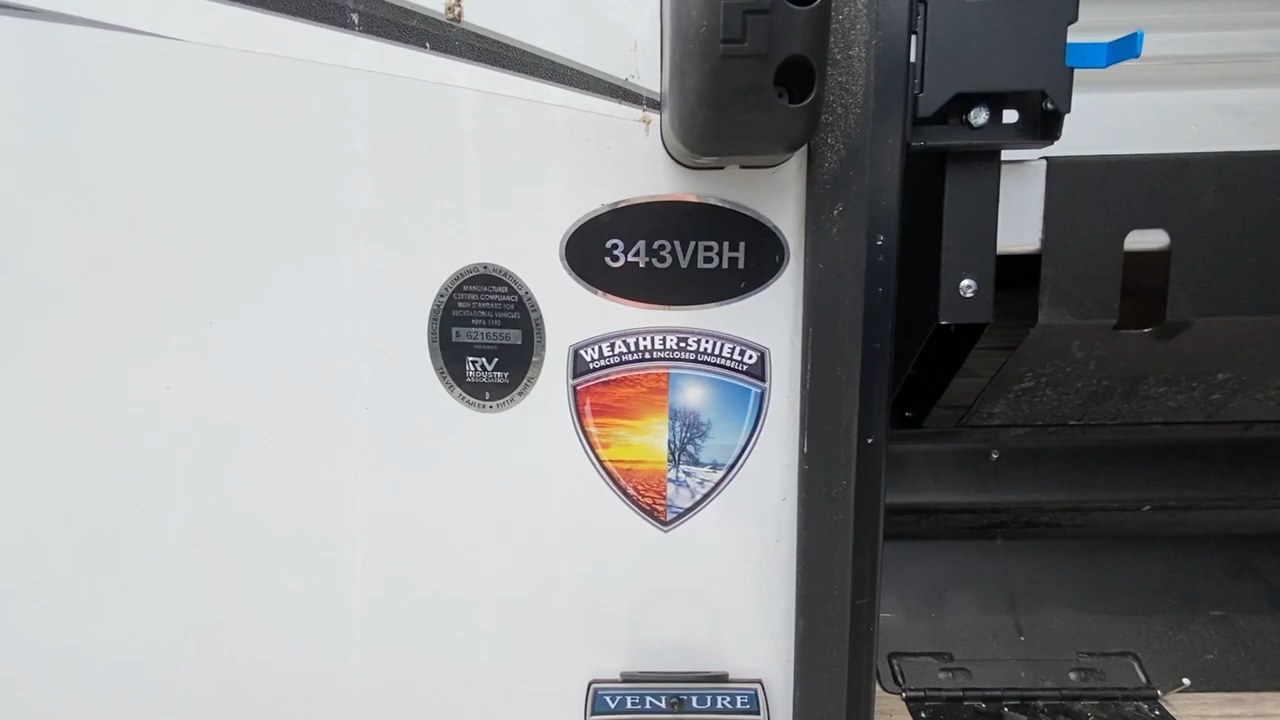 343VBH
ELECTRICAL • PLUMBING • HEATING • FIRE SAFETY
MANUFACTURER
CERTIFIES COMPLIANCE
WITH STANDARD FOR
RECREATIONAL VEHICLES
NFPA 1192
6216556
RV
INDUSTRY
ASSOCIATION
D
TRAVEL TRAILER • FIFTH WHEEL
WEATHER-SHIELD
FORCED HEAT & ENCLOSED UNDERBELLY
VENTURE